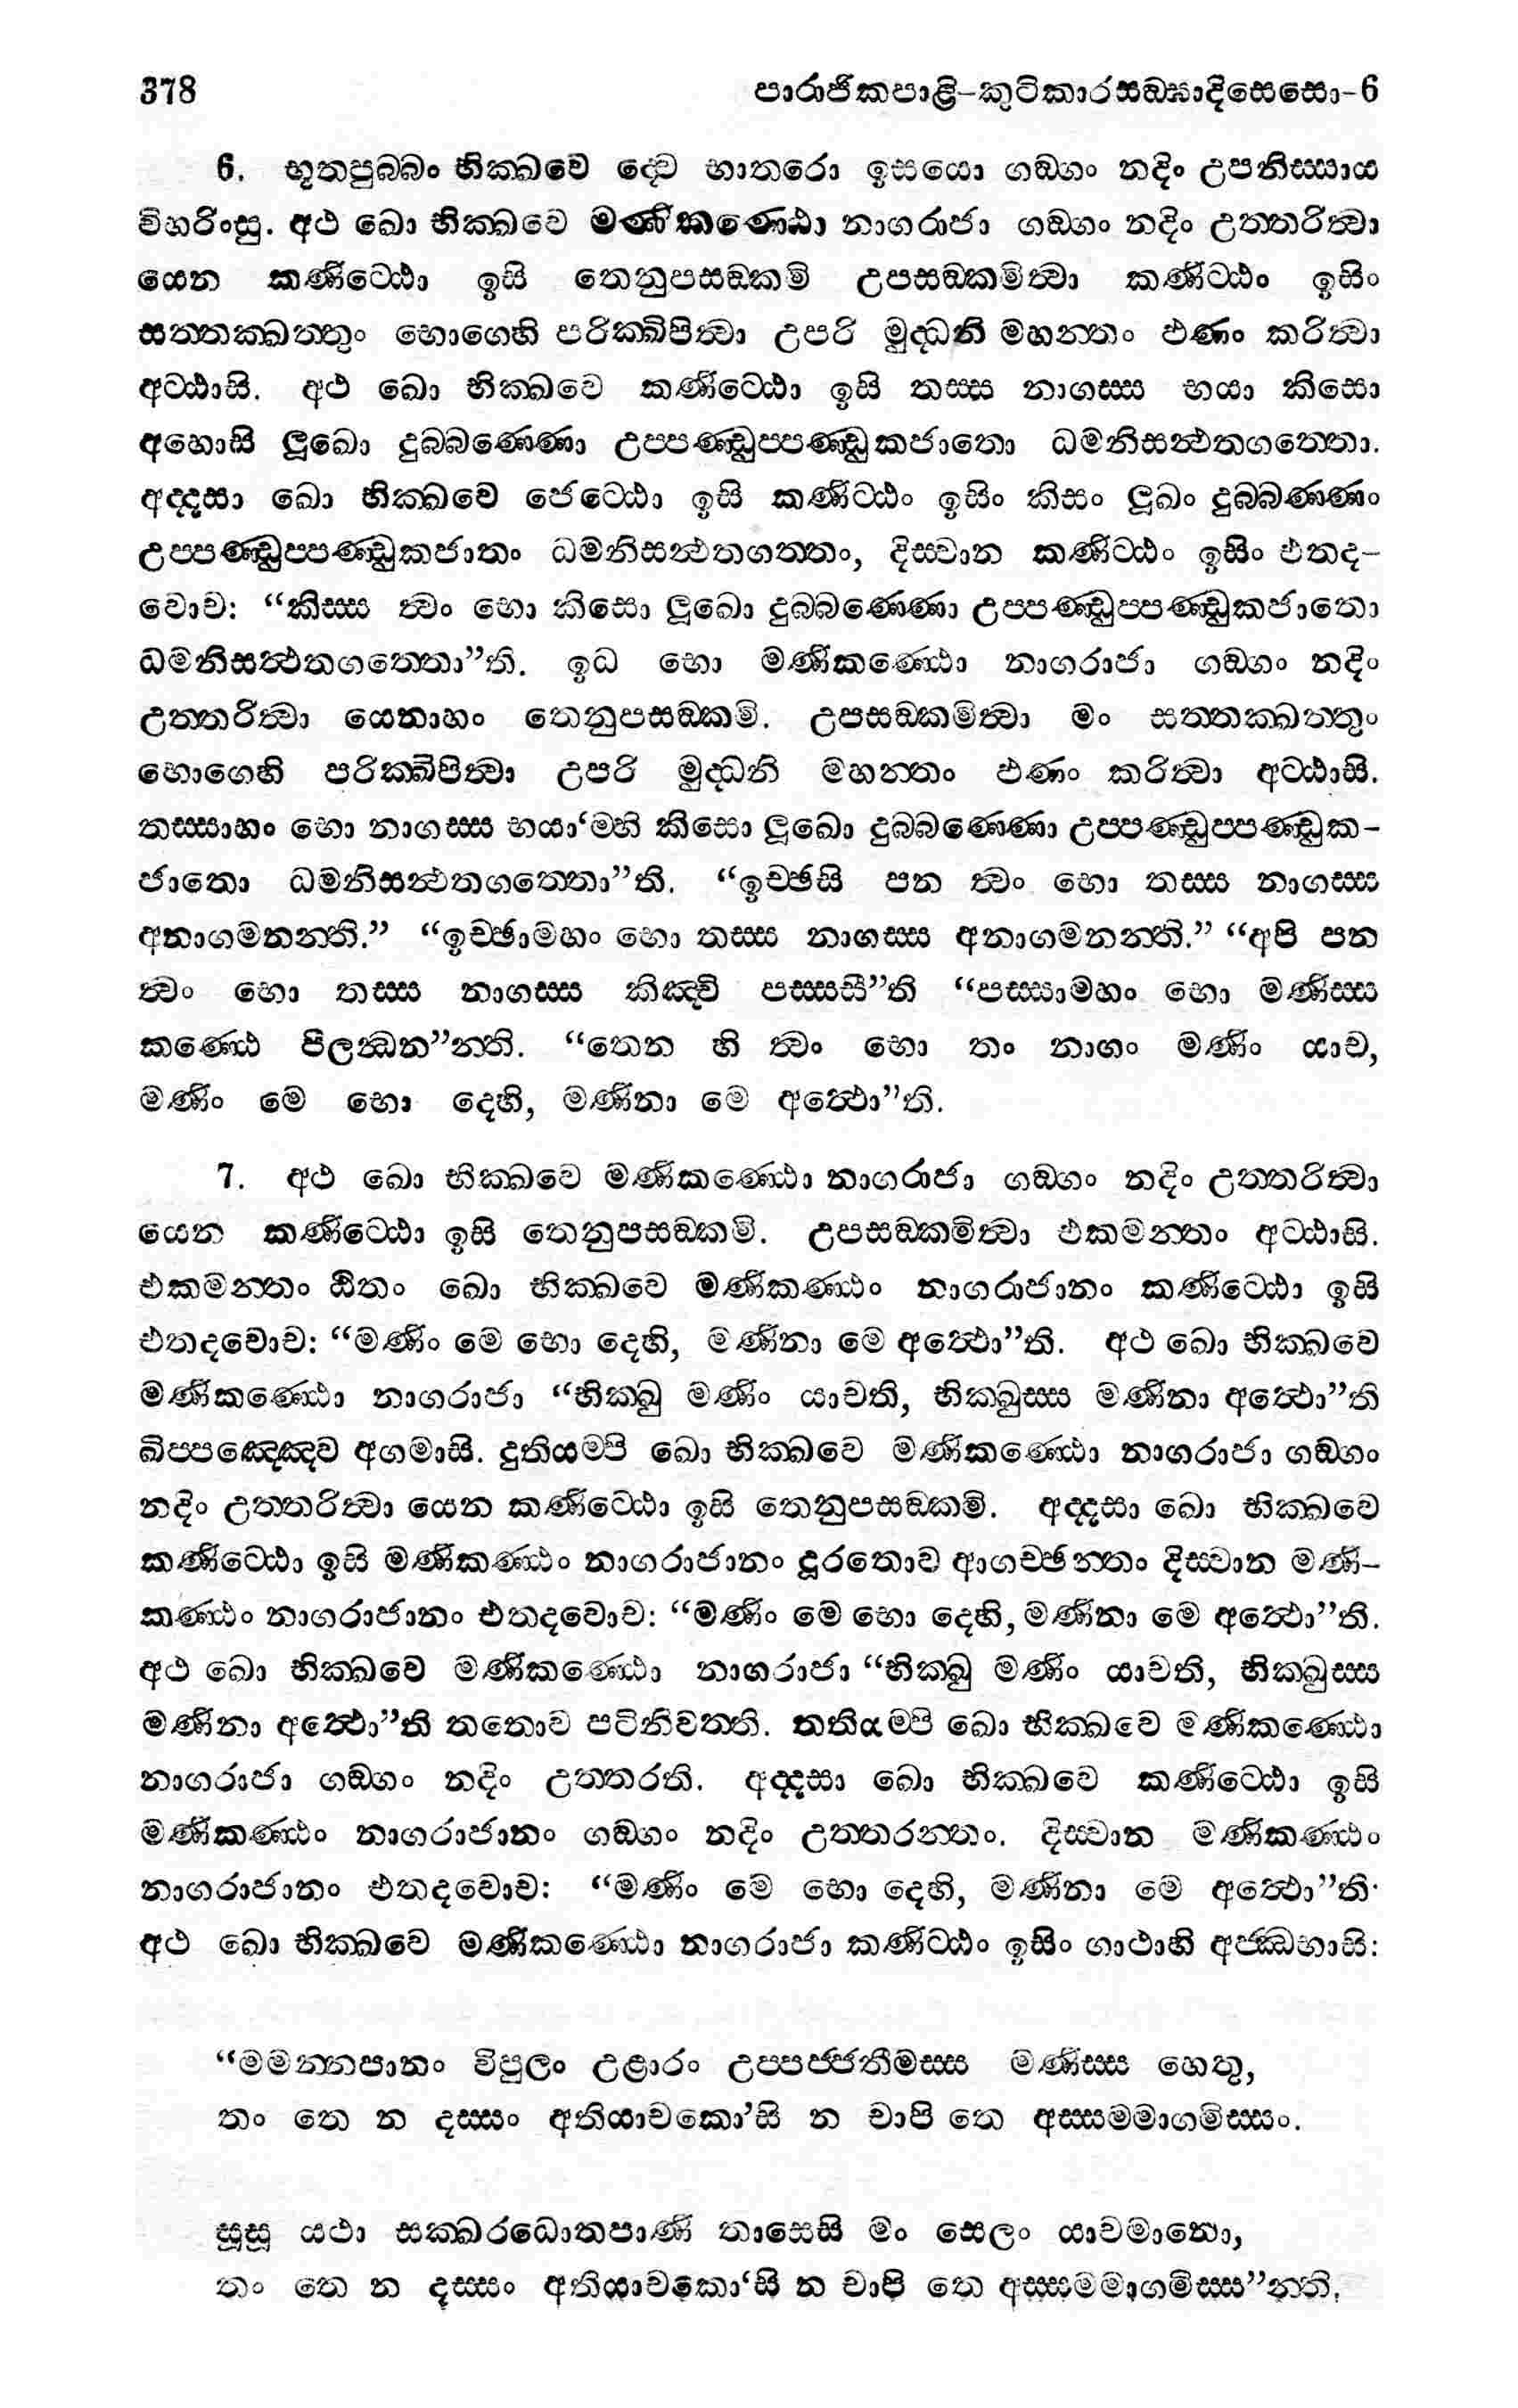 378 පාරාජිකපාළි-කුටිකාරසඞ්ඝාදිසෙසො-6
6. භූතපුබ්බං භික්ඛවෙ ද්වෙ භාතරො ඉසයො ගඞ්ගං නදිං උපනිස්සාය
විහරිංසු. අථ ඛො භික්ඛවෙ මණිකණ්ඨො නාගරාජා ගඞ්ගං නදිං උත්තරිත්වා
යෙන කණිට්ඨො ඉසි තෙනුපසඞ්කමි උපසඞ්කමිත්වා කණිට්ඨං ඉසිං
සත්තක්ඛත්තුං භොගෙහි පරික්ඛිපිත්වා උපරි මුද්ධනි මහන්තං ඵණං කරිත්වා
අට්ඨාසි. අථ ඛො භික්ඛවෙ කණිට්ඨො ඉසි තස්ස නාගස්ස භයා කිසො
අහොසි ලූඛො දුබ්බණ්ණො උප්පණ්ඩුප්පණ්ඩුකජාතො ධමනිසන්ථතගත්තො.
අද්දසා ඛො භික්ඛවෙ ජෙට්ඨො ඉසි කණිට්ඨං ඉසිං කිසං ලූඛං දුබ්බණ්ණං
උප්පණ්ඩුප්පණ්ඩුකජාතං ධමනිසන්ථතගත්තං, දිස්වාන කණිට්ඨං ඉසිං එතද-
වොච: “කිස්ස ත්වං භො කිසො ලූඛො දුබ්බණ්ණො උප්පණ්ඩුප්පණ්ඩුකජාතො
ධමනිසන්ථතගත්තො”ති. ඉධ භො මණිකණ්ඨො නාගරාජා ගඞ්ගං නදිං
උත්තරිත්වා යෙනාහං තෙනුපසඞ්කමි. උපසඞ්කමිත්වා මං සත්තක්ඛත්තුං
භොගෙහි පරික්ඛිපිත්වා උපරි මුද්ධනි මහන්තං ඵණං කරිත්වා අට්ඨාසි.
තස්සාහං භො නාගස්ස භයා‘ම්හි කිසො ලූඛො දුබ්බණ්ණො උප්පණ්ඩුප්පණ්ඩුක-
ජාතො ධමනිසන්ථතගත්තො”ති. “ඉච්ඡසි පන ත්වං භො තස්ස නාගස්ස
අනාගමනන්ති.” “ඉච්ඡාමහං භො තස්ස නාගස්ස අනාගමනන්ති.” “අපි පන
ත්වං භො තස්ස නාගස්ස කිඤ්චි පස්සසී”ති “පස්සාමහං භො මණිස්ස
කණ්ඨෙ පිලන්ධන”න්ති. “තෙන හි ත්වං භො තං නාගං මණිං යාච,
මණිං මෙ භො දෙහි, මණිනා මෙ අත්ථො”ති.
7. අථ ඛො භික්ඛවෙ මණිකණ්ඨො නාගරාජා ගඞ්ගං නදිං උත්තරිත්වා
යෙන කණිට්ඨො ඉසි තෙනුපසඞ්කමි. උපසඞ්කමිත්වා එකමන්තං අට්ඨාසි.
එකමන්තං ඨිතං ඛො භික්ඛවෙ මණිකණ්ඨං නාගරාජානං කණිට්ඨො ඉසි
එතදවොච: “මණිං මෙ භො දෙහි, මණිනා මෙ අත්ථො”ති. අථ ඛො භික්ඛවෙ
මණිකණ්ඨො නාගරාජා “භික්ඛු මණිං යාචති, භික්ඛුස්ස මණිනා අත්ථො”ති
ඛිප්පඤ්ඤෙව අගමාසි. දුතියම්පි ඛො භික්ඛවෙ මණිකණ්ඨො නාගරාජා ගඞ්ගං
නදිං උත්තරිත්වා යෙන කණිට්ඨො ඉසි තෙනුපසඞ්කමි. අද්දසා ඛො භික්ඛවෙ
කණිට්ඨො ඉසි මණිකණ්ඨං නාගරාජානං දූරතොව ආගච්ඡන්තං දිස්වාන මණි-
කණ්ඨං නාගරාජානං එතදවොච: “මණිං මෙ භො දෙහි, මණිනා මෙ අත්ථො”ති.
අථ ඛො භික්ඛවෙ මණිකණ්ඨො නාගරාජා “භික්ඛු මණිං යාචති, භික්ඛුස්ස
මණිනා අත්ථො”ති තතොව පටිනිවත්ති. තතියම්පි ඛො භික්ඛවෙ මණිකණ්ඨො
නාගරාජා ගඞ්ගං නදිං උත්තරති. අද්දසා ඛො භික්ඛවෙ කණිට්ඨො ඉසි
මණිකණ්ඨං නාගරාජානං ගඞ්ගං නදිං උත්තරන්තං. දිස්වාන මණිකණ්ඨං
නාගරාජානං එතදවොච: “මණිං මෙ භො දෙහි, මණිනා මෙ අත්ථො”ති.
අථ ඛො භික්ඛවෙ මණිකණ්ඨො නාගරාජා කණිට්ඨං ඉසිං ගාථාහි අජ්ඣභාසි:
“මමන්නපානං විපුලං උළාරං උප්පජ්ජතීමස්ස මණිස්ස හෙතු,
තං තෙ න දස්සං අතියාචකො’සි න චාපි තෙ අස්සමමාගමිස්සං.
සුසූ යථා සක්ඛරධොතපාණි තාසෙසි මං සෙලං යාචමානො,
තං තෙ න දස්සං අතියාචකො‘සි න චාපි තෙ අස්සමමාගමිස්ස”න්ති.